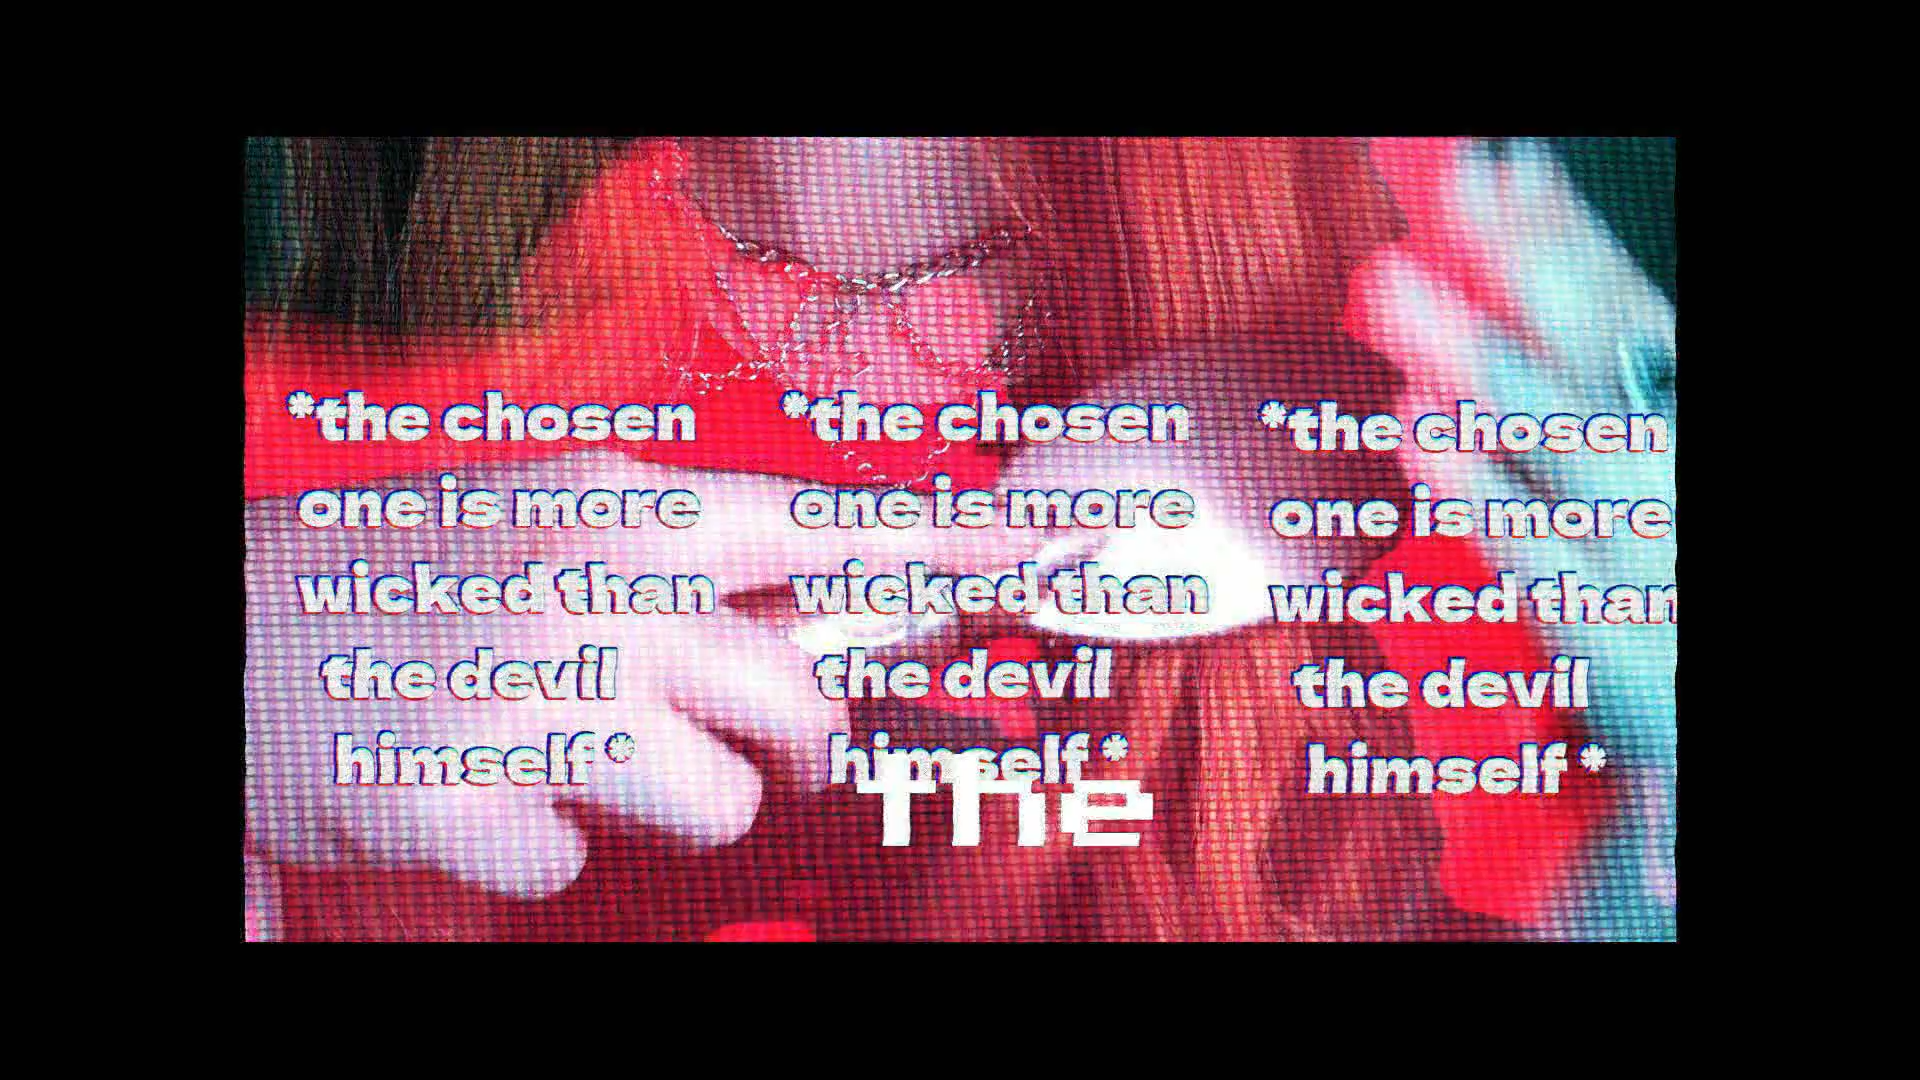 *the chosen
one is more
wicked than
the devil
himself*
*the chosen
one is more
wicked than
the devil
himself*
*the chosen
one is more
wicked than
the devil
himself*
the